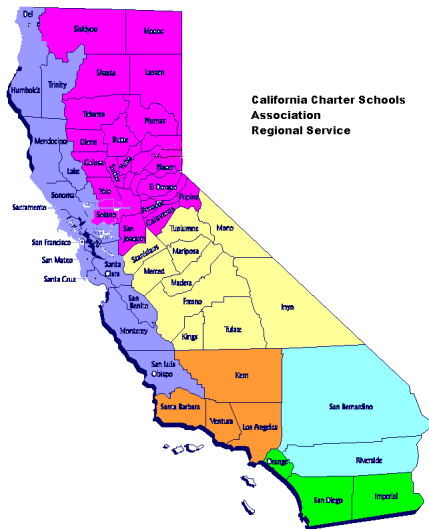 Del
Siskiyou
Modoc
Humboldt
Trinity
Shasta
Lassen
California Charter Schools
Association
Regional Service
Tehama
Plumas
Mendocino
Glenn
Butte
Lake
Colusa
Placer
Yolo
El Dorado
Sonoma
Alpine
Sacramento
Solano
Amador
Calaveras
San Francisco
San
Joaquin
Tuolumne
Mono
San Mateo
Santa
Clara
Stanislaus
Mariposa
Santa Cruz
Merced
Madera
San
Benito
Fresno
Inyo
Monterey
Kings
Tulare
San Luis
Obispo
Kern
Santa Barbara
Ventura
Los Angeles
San Bernardino
Orange
Riverside
San Diego
Imperial